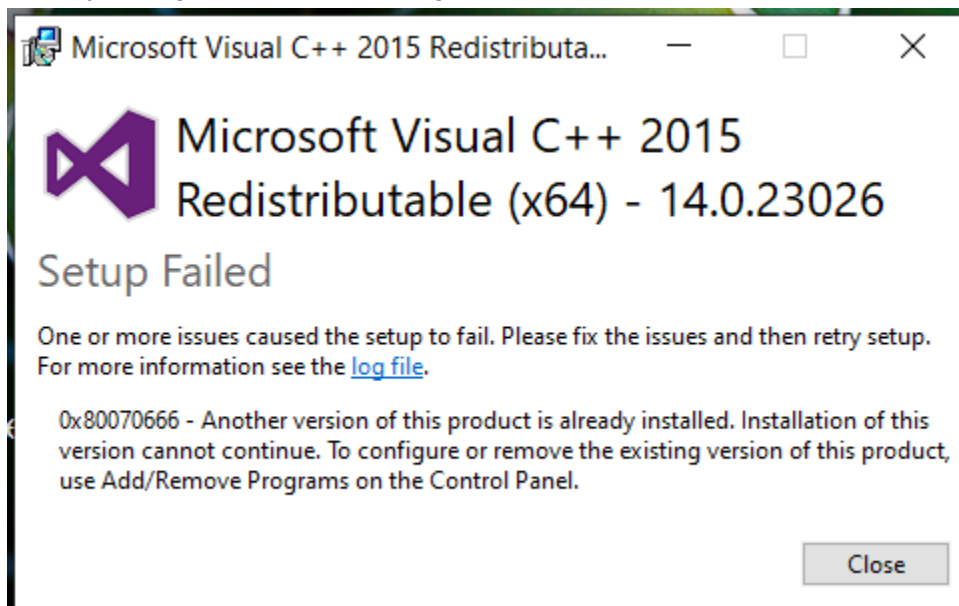 Microsoft Visual C++ 2015 Redistributa...
Microsoft Visual C++ 2015
Redistributable (x64) - 14.0.23026
Setup Failed
One or more issues caused the setup to fail. Please fix the issues and then retry setup.
For more information see the log file.
0x80070666 - Another version of this product is already installed. Installation of this
version cannot continue. To configure or remove the existing version of this product,
use Add/Remove Programs on the Control Panel.
Close